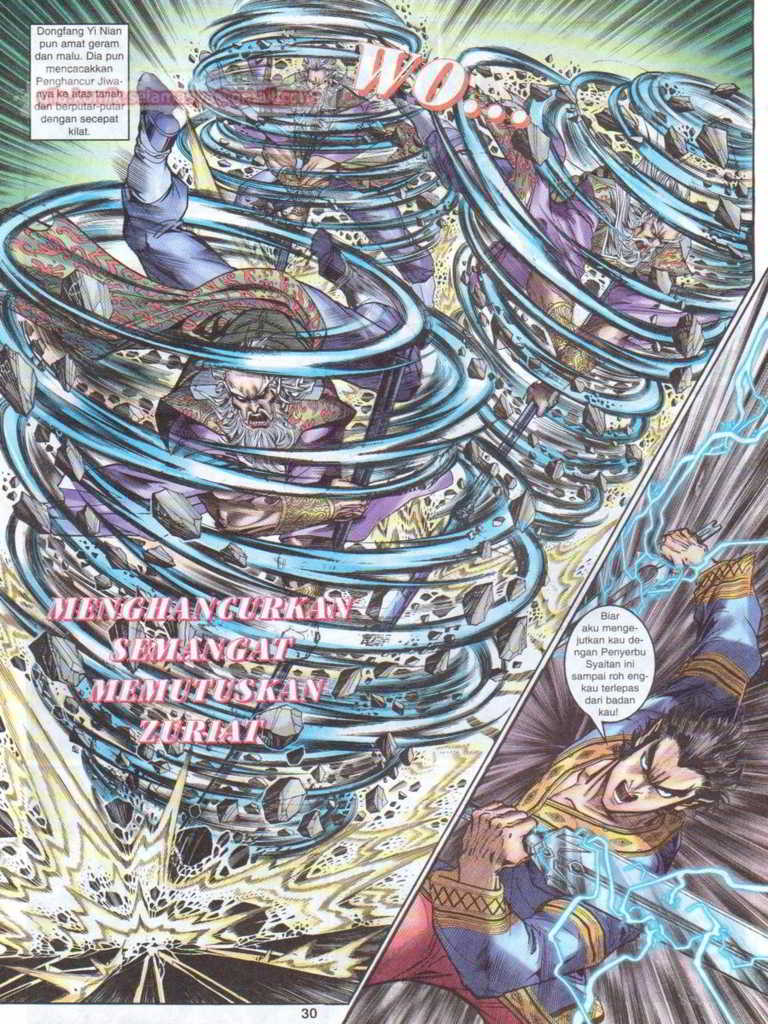 Dongfang Yi Nian
pun amat geram
dan malu. Dia pun
mencacakkan
Penghancur Jiwa-
nya ke atas tanah
dan berputar-putar
dengan secepat
kilat.
WO...
MENGHANCURKAN
SEMANGAT
MEMUTUSKAN
ZURIAT
Biar
aku menge-
jutkan kau de-
ngan Penyerbu
Syaitan ini
sampai roh eng-
kau terlepas
dari badan
kau!
30